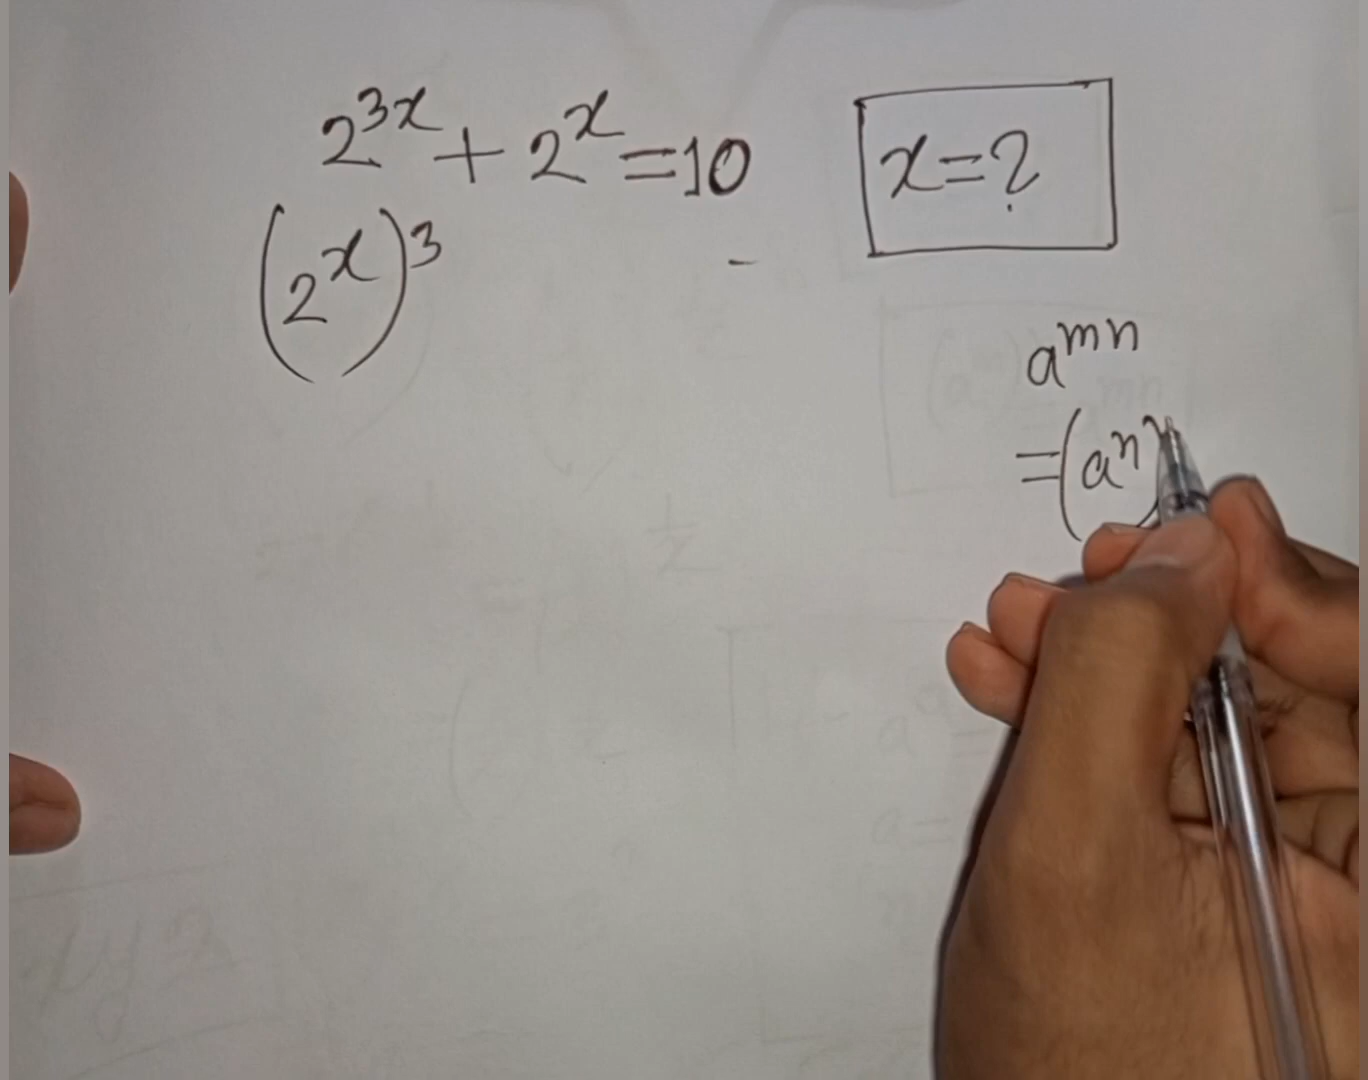 2^{3x} + 2^x = 10
x = ?
(2^x)^3
a^{mn}
= (a^n)